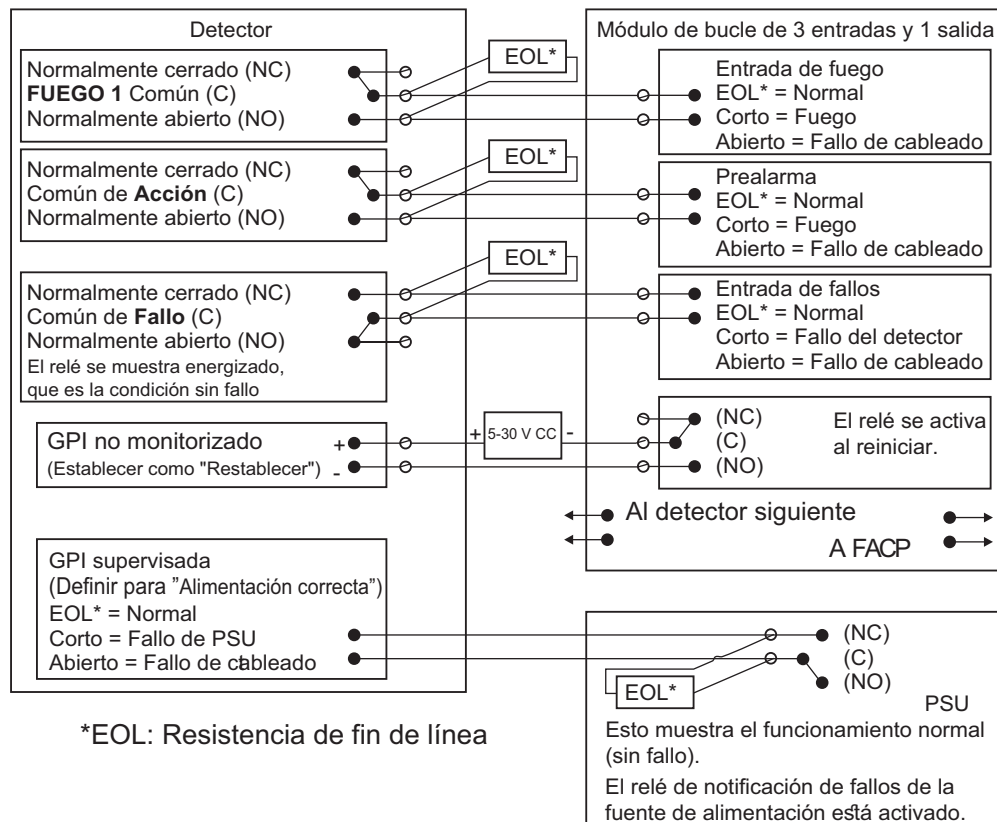 Detector
Normalmente cerrado (NC)
FUEGO 1 Común (C)
Normalmente abierto (NO)
EOL*
Normalmente cerrado (NC)
Común de Acción (C)
Normalmente abierto (NO)
EOL*
Normalmente cerrado (NC)
Común de Fallo (C)
Normalmente abierto (NO)
El relé se muestra energizado,
que es la condición sin fallo
EOL*
GPI no monitorizado
(Establecer como "Restablecer")
+
-
+ 5-30 V CC -
GPI supervisada
(Definir para "Alimentación correcta")
EOL* = Normal
Corto = Fallo de PSU
Abierto = Fallo de cableado
*EOL: Resistencia de fin de línea
Módulo de bucle de 3 entradas y 1 salida
Entrada de fuego
EOL* = Normal
Corto = Fuego
Abierto = Fallo de cableado
Prealarma
EOL* = Normal
Corto = Fuego
Abierto = Fallo de cableado
Entrada de fallos
EOL* = Normal
Corto = Fallo del detector
Abierto = Fallo de cableado
(NC)
(C)
(NO)
El relé se activa
al reiniciar.
Al detector siguiente
A FACP
(NC)
(C)
(NO)
EOL*
PSU
Esto muestra el funcionamiento normal
(sin fallo).
El relé de notificación de fallos de la
fuente de alimentación está activado.